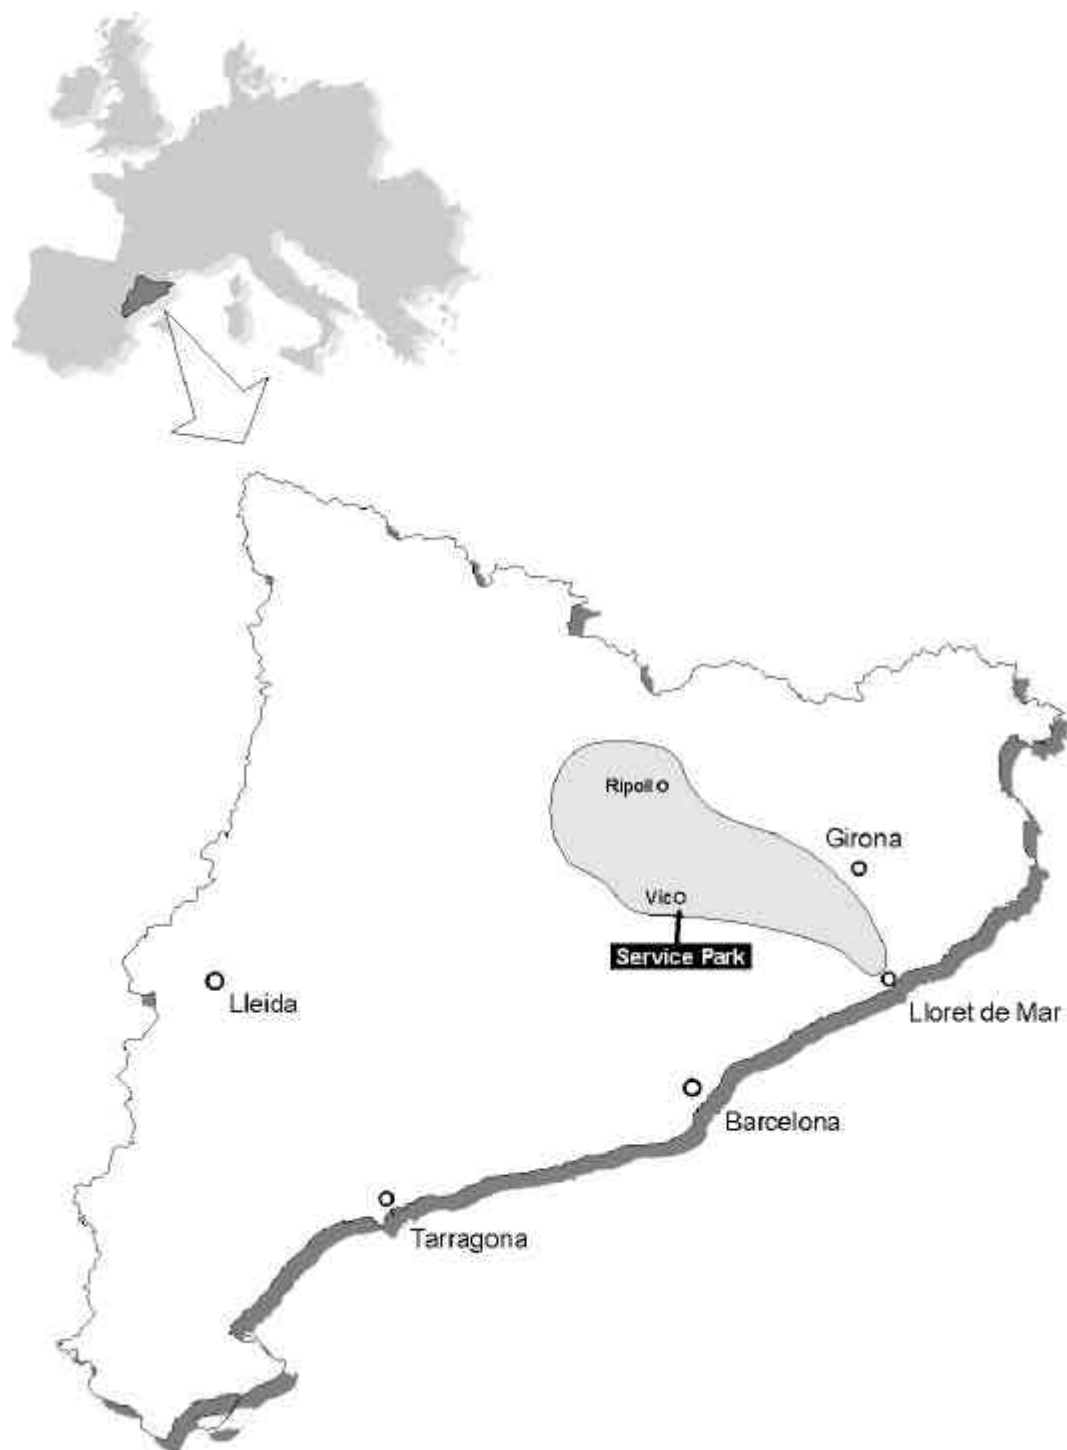 Ripoll
Girona
Vic
Service Park
Lleida
Lloret de Mar
Barcelona
Tarragona